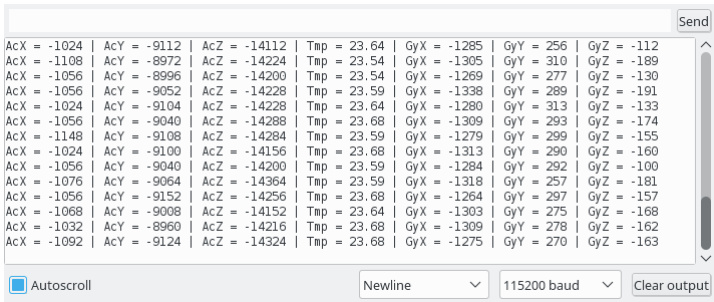 Send
AcX = -1024 | AcY = -9112 | AcZ = -14112 | Tmp = 23.64 | GyX = -1285 | GyY = 256 | GyZ = -112
AcX = -1108 | AcY = -8972 | AcZ = -14224 | Tmp = 23.54 | GyX = -1305 | GyY = 310 | GyZ = -189
AcX = -1056 | AcY = -8996 | AcZ = -14200 | Tmp = 23.54 | GyX = -1269 | GyY = 277 | GyZ = -130
AcX = -1056 | AcY = -9052 | AcZ = -14228 | Tmp = 23.59 | GyX = -1338 | GyY = 289 | GyZ = -191
AcX = -1024 | AcY = -9104 | AcZ = -14228 | Tmp = 23.64 | GyX = -1280 | GyY = 313 | GyZ = -133
AcX = -1056 | AcY = -9040 | AcZ = -14288 | Tmp = 23.68 | GyX = -1309 | GyY = 293 | GyZ = -174
AcX = -1148 | AcY = -9108 | AcZ = -14284 | Tmp = 23.59 | GyX = -1279 | GyY = 299 | GyZ = -155
AcX = -1024 | AcY = -9100 | AcZ = -14156 | Tmp = 23.68 | GyX = -1313 | GyY = 290 | GyZ = -160
AcX = -1056 | AcY = -9040 | AcZ = -14200 | Tmp = 23.59 | GyX = -1284 | GyY = 292 | GyZ = -100
AcX = -1076 | AcY = -9064 | AcZ = -14364 | Tmp = 23.59 | GyX = -1318 | GyY = 257 | GyZ = -181
AcX = -1056 | AcY = -9152 | AcZ = -14256 | Tmp = 23.68 | GyX = -1264 | GyY = 297 | GyZ = -157
AcX = -1068 | AcY = -9008 | AcZ = -14152 | Tmp = 23.64 | GyX = -1303 | GyY = 275 | GyZ = -168
AcX = -1032 | AcY = -8960 | AcZ = -14216 | Tmp = 23.68 | GyX = -1309 | GyY = 278 | GyZ = -162
AcX = -1092 | AcY = -9124 | AcZ = -14324 | Tmp = 23.68 | GyX = -1275 | GyY = 270 | GyZ = -163
Autoscroll Newline 115200 baud Clear output